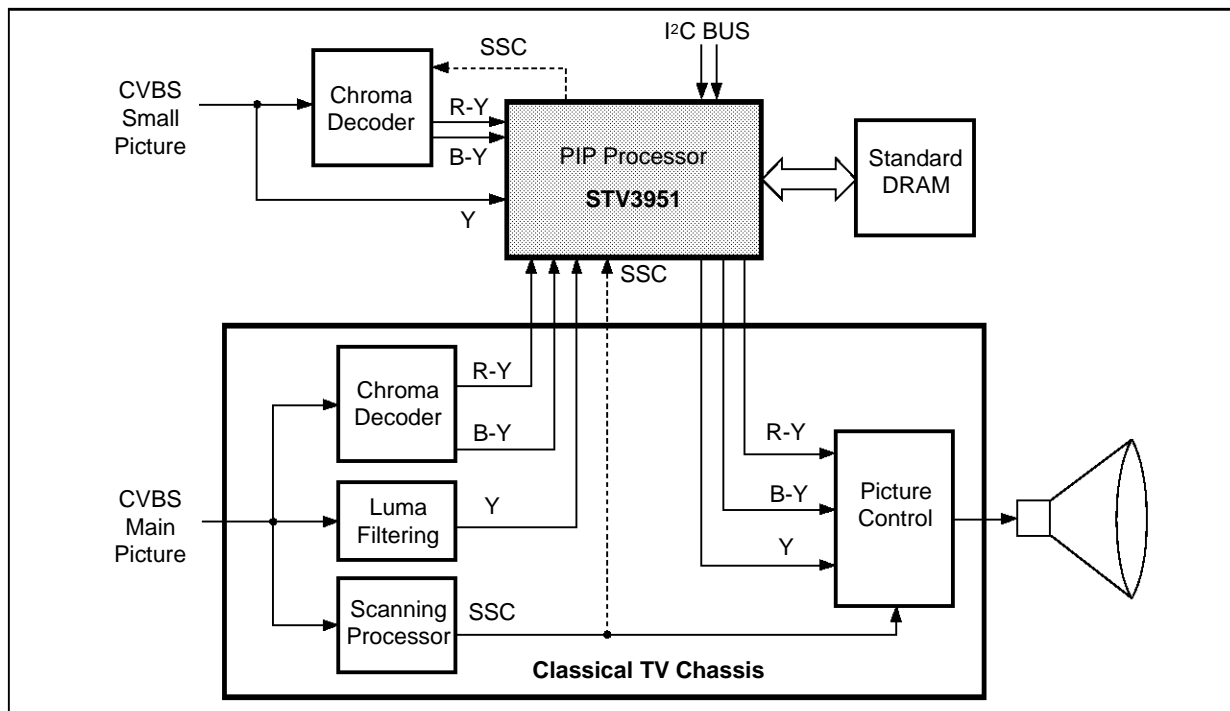 I²C BUS
SSC
CVBS
Small
Picture
Chroma
Decoder
R-Y
B-Y
Y
PIP Processor
STV3951
Standard
DRAM
SSC
CVBS
Main
Picture
Chroma
Decoder
R-Y
B-Y
Luma
Filtering
Y
Scanning
Processor
SSC
R-Y
B-Y
Y
Picture
Control
Classical TV Chassis